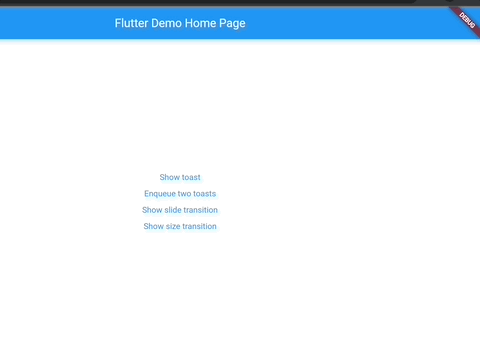 Flutter Demo Home Page
DEBUG
Show toast
Enqueue two toasts
Show slide transition
Show size transition